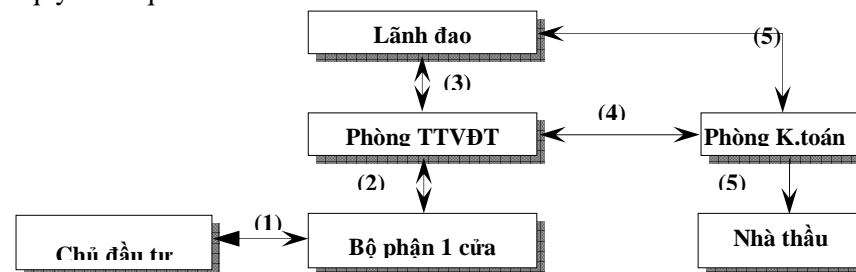 Lãnh đao
(5)
(3)
(4)
Phòng TTVĐT
Phòng K.toán
(2)
(5)
(1)
Chủ đầu tư
Bộ phận 1 cửa
Nhà thầu